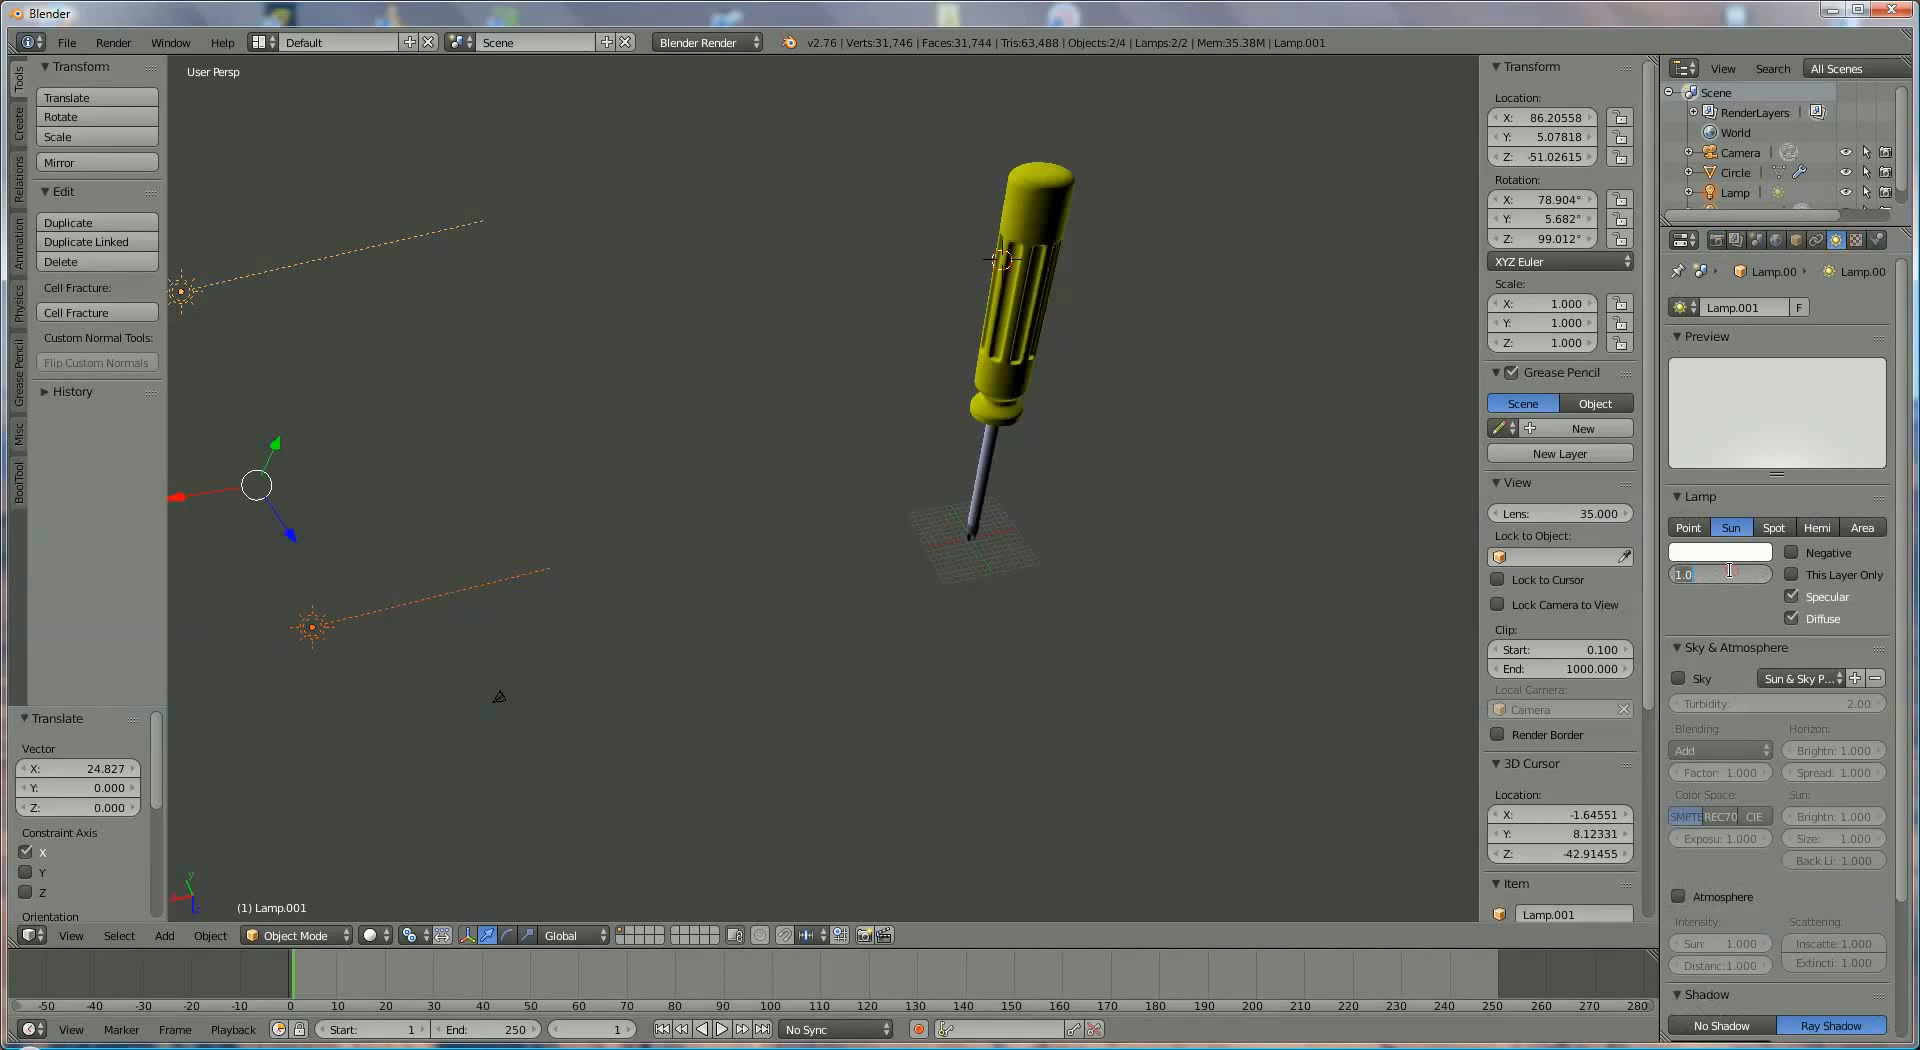 Blender
File Render Window Help Default Scene Blender Render v2.76 | Verts:31,746 | Faces:31,744 | Tris:63,488 | Objects:2/4 | Lamps:2/2 | Mem:35.38M | Lamp.001
User Persp
Tools
Create
Relations
Animation
Physics
Grease Pencil
Misc
BoolTool
Transform
Translate
Rotate
Scale
Mirror
Edit
Duplicate
Duplicate Linked
Delete
Cell Fracture:
Cell Fracture
Custom Normal Tools:
Flip Custom Normals
History
Translate
Vector
X: 24.827
Y: 0.000
Z: 0.000
Constraint Axis
X
Y
Z
Orientation
(1) Lamp.001
Transform
Location:
X: 86.20558
Y: 5.07818
Z: -51.02615
Rotation:
X: 78.904°
Y: 5.682°
Z: 99.012°
XYZ Euler
Scale:
X: 1.000
Y: 1.000
Z: 1.000
Grease Pencil
Scene Object
New
New Layer
View
Lens: 35.000
Lock to Object:
Lock to Cursor
Lock Camera to View
Clip:
Start: 0.100
End: 1000.000
Local Camera:
Camera
Render Border
3D Cursor
Location:
X: -1.64551
Y: 8.12331
Z: -42.91455
Item
Lamp.001
View Search All Scenes
Scene
RenderLayers
World
Camera
Circle
Lamp
Lamp.00 Lamp.00
Lamp.001 F
Preview
Lamp
Point Sun Spot Hemi Area
Negative
1.0 This Layer Only
Specular
Diffuse
Sky & Atmosphere
Sky Sun & Sky P...
Turbidity: 2.00
Blending: Horizon:
Add Brightn: 1.000
Factor: 1.000 Spread: 1.000
Color Space: Sun:
SMPTE REC70 CIE Brightn: 1.000
Exposu: 1.000 Size: 1.000
Back Li: 1.000
Atmosphere
Intensity: Scattering:
Sun: 1.000 Inscatte: 1.000
Distanc:1.000 Extincti: 1.000
Shadow
No Shadow Ray Shadow
View Select Add Object Object Mode Global
-50 -40 -30 -20 -10 0 10 20 30 40 50 60 70 80 90 100 110 120 130 140 150 160 170 180 190 200 210 220 230 240 250 260 270 280
View Marker Frame Playback Start: 1 End: 250 1 No Sync